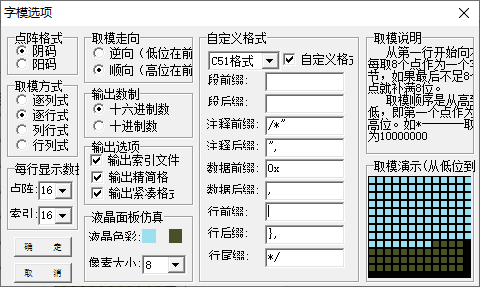 字模选项
点阵格式
阴码
阳码
取模方式
逐列式
逐行式
列行式
行列式
每行显示数据
点阵: 16
索引: 16
确 定
取 消
取模走向
逆向（低位在前
顺向（高位在前
输出数制
十六进制数
十进制数
输出选项
输出索引文件
输出精简格
输出紧凑格式
液晶面板仿真
液晶色彩:
像素大小: 8
自定义格式
C51格式
自定义格式
段前缀:
段后缀:
注释前缀: /*"
注释后缀: ",
数据前缀: 0x
数据后缀: ,
行前缀:
行后缀: },
行尾缀: */
取模说明
从第一行开始向
每取8个点作为一个字
节，如果最后不足8
点就补满8位。
取模顺序是从高
低，即第一个点作为
高位。如*-------取
为10000000
取模演示(从低位到